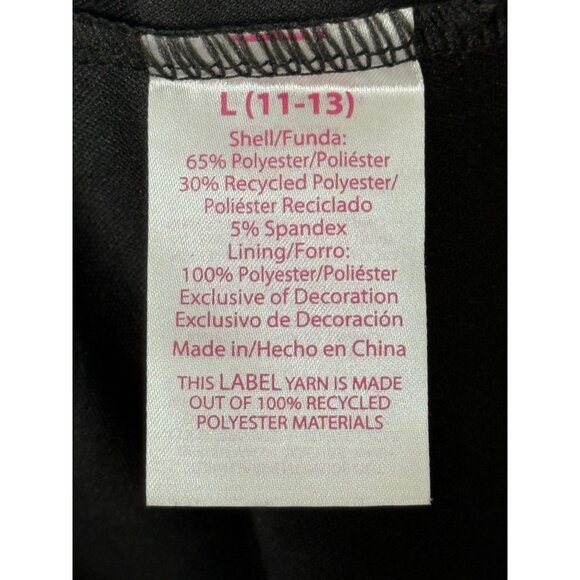 L (11-13)
Shell/Funda:
65% Polyester/Poliéster
30% Recycled Polyester/
Poliéster Reciclado
5% Spandex
Lining/Forro:
100% Polyester/Poliéster
Exclusive of Decoration
Exclusivo de Decoración
Made in/Hecho en China
THIS LABEL YARN IS MADE
OUT OF 100% RECYCLED
POLYESTER MATERIALS